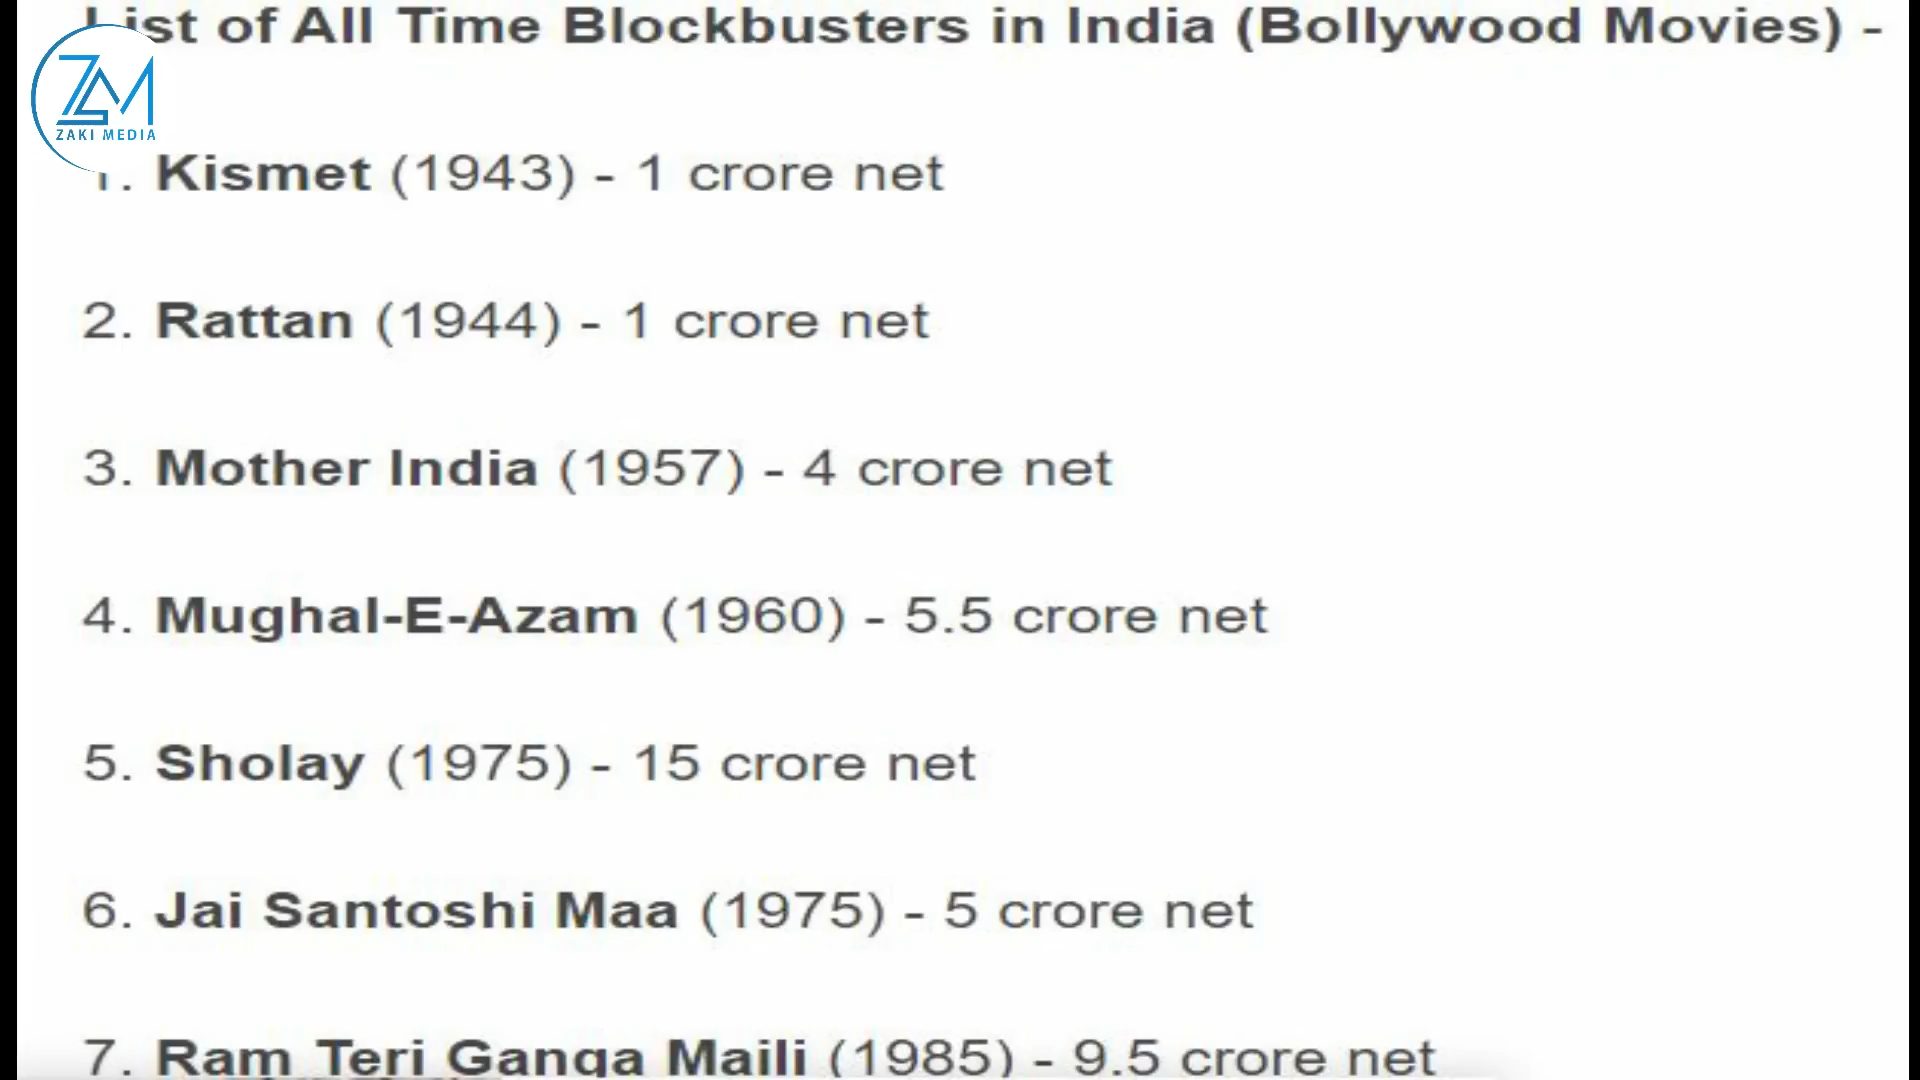 List of All Time Blockbusters in India (Bollywood Movies) -
ZM
ZAKI MEDIA
1. Kismet (1943) - 1 crore net
2. Rattan (1944) - 1 crore net
3. Mother India (1957) - 4 crore net
4. Mughal-E-Azam (1960) - 5.5 crore net
5. Sholay (1975) - 15 crore net
6. Jai Santoshi Maa (1975) - 5 crore net
7. Ram Teri Ganga Maili (1985) - 9.5 crore net